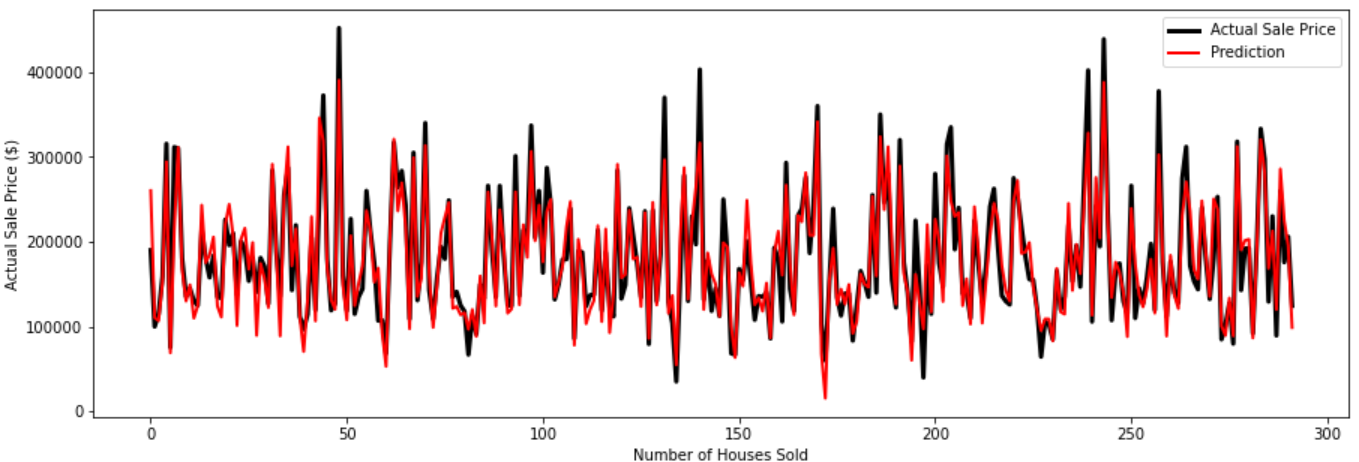 Actual Sale Price
Prediction
Actual Sale Price ($)
400000
300000
200000
100000
0
0 50 100 150 200 250 300
Number of Houses Sold